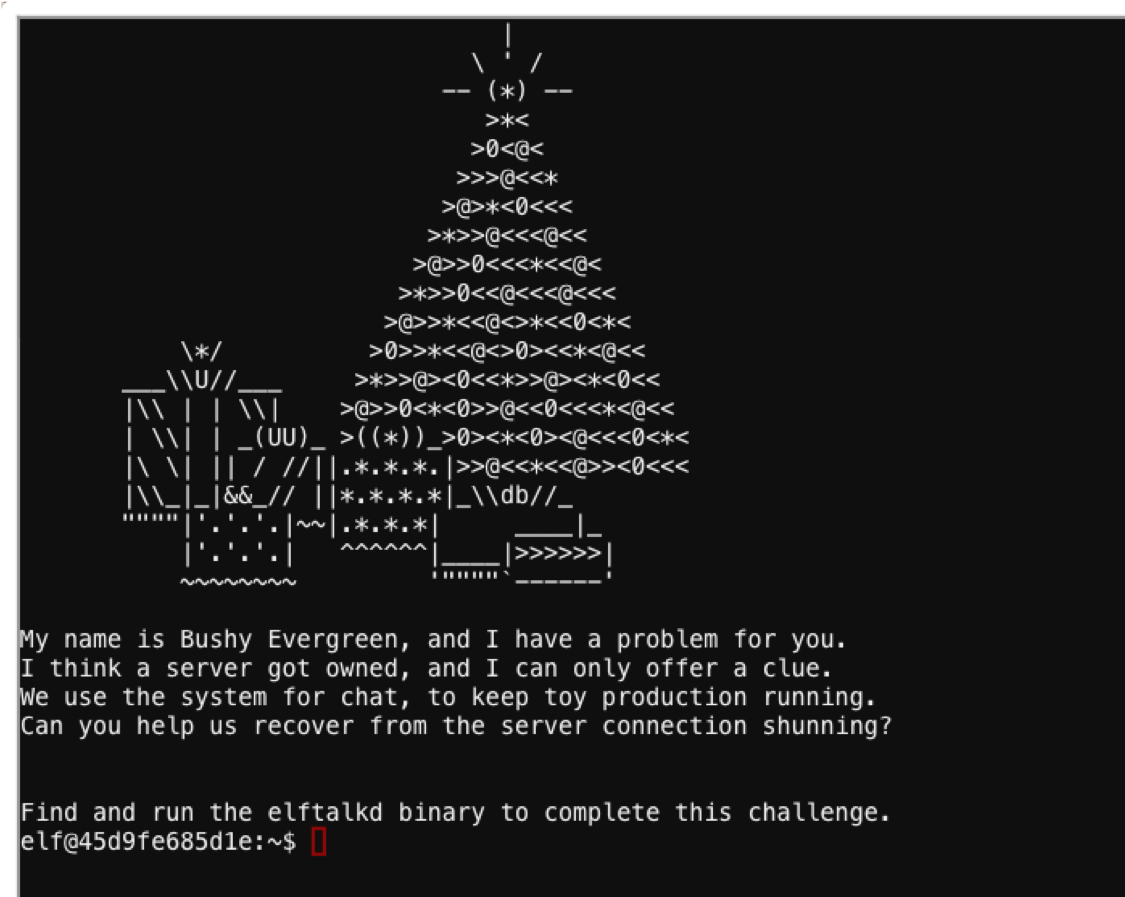 |
\ ' /
-- (*) --
>*<
>0<@<
>>>@<<*
>@>*<0<<<
>*>>@<<<@<<
>@>>0<<<*<<@<
>*>>0<<@<<<@<<<
>@>>*<<@<>*<<0<*<
\*/ >0>>*<<@<>0><<*<@<<
___\\U//___ >*>>@><0<<*>>@><*<0<<
|\\ | | \\| >@>>0<*<0>>@<<0<<<*<@<<
| \\| | _(UU)_ >((*))_>0><*<0><@<<<0<*<
|\ \| || / //||.*.*.*.|>>@<<*<<@>><0<<<
|\\_|_|&&_// ||*.*.*.*|_\\db//_
""""|'.'.'.|~~|.*.*.*| ____|_
|'.'.'.| ^^^^^^|____|>>>>>>|
~~~~~~~~ '""""`------'
My name is Bushy Evergreen, and I have a problem for you.
I think a server got owned, and I can only offer a clue.
We use the system for chat, to keep toy production running.
Can you help us recover from the server connection shunning?
Find and run the elftalkd binary to complete this challenge.
elf@45d9fe685d1e:~$